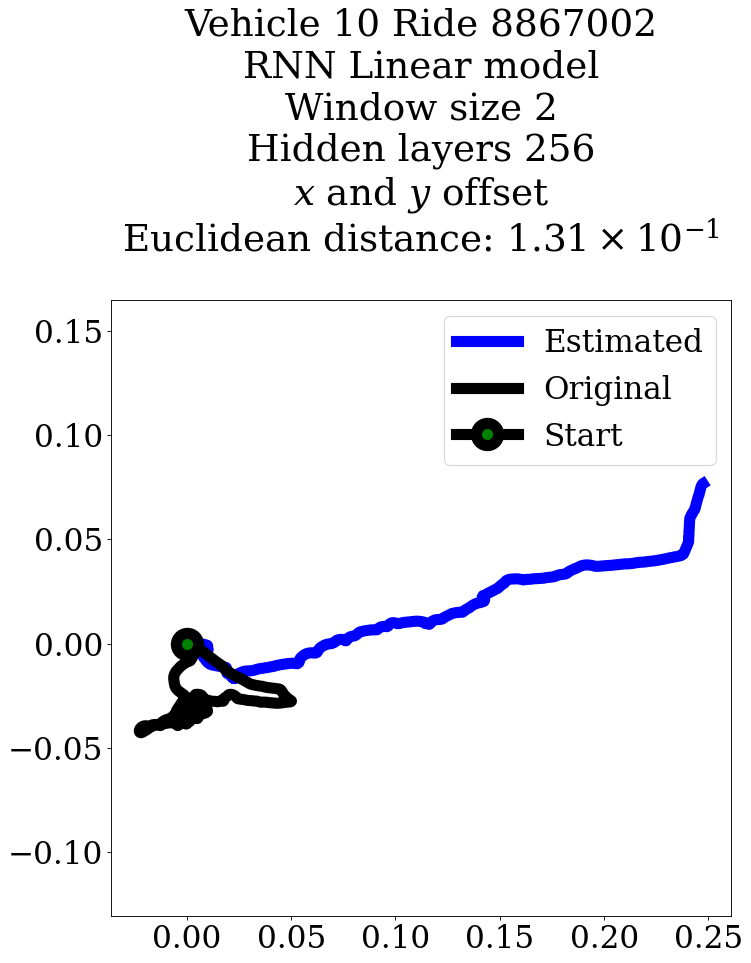 Vehicle 10 Ride 8867002
RNN Linear model
Window size 2
Hidden layers 256
x and y offset
Euclidean distance: 1.31 × 10⁻¹
Estimated
Original
Start
0.15
0.10
0.05
0.00
−0.05
−0.10
0.00 0.05 0.10 0.15 0.20 0.25